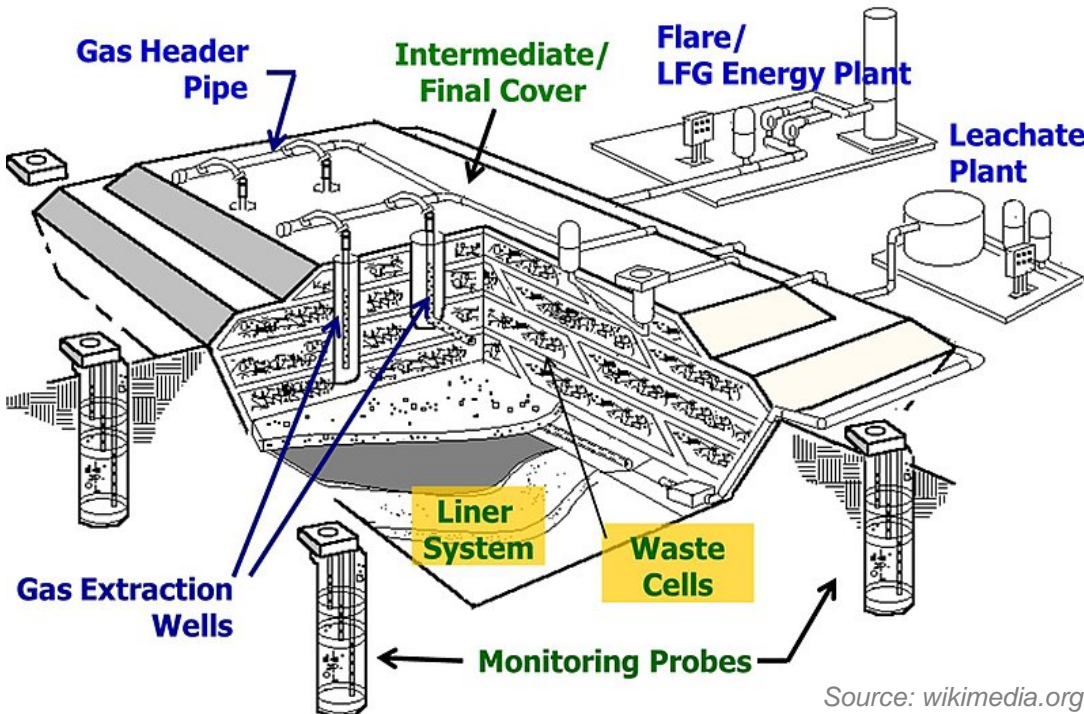 Gas Header
Pipe
Intermediate/
Final Cover
Flare/
LFG Energy Plant
Leachate
Plant
Liner
System
Waste
Cells
Gas Extraction
Wells
Monitoring Probes
Source: wikimedia.org